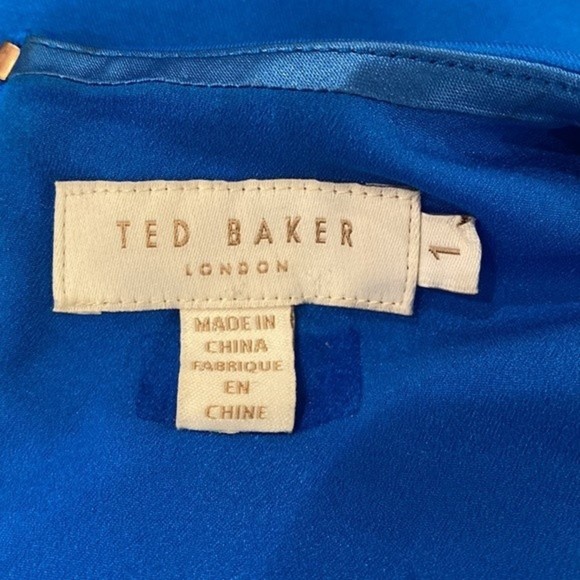 TED BAKER
LONDON
1
MADE IN
CHINA
FABRIQUE
EN
CHINE